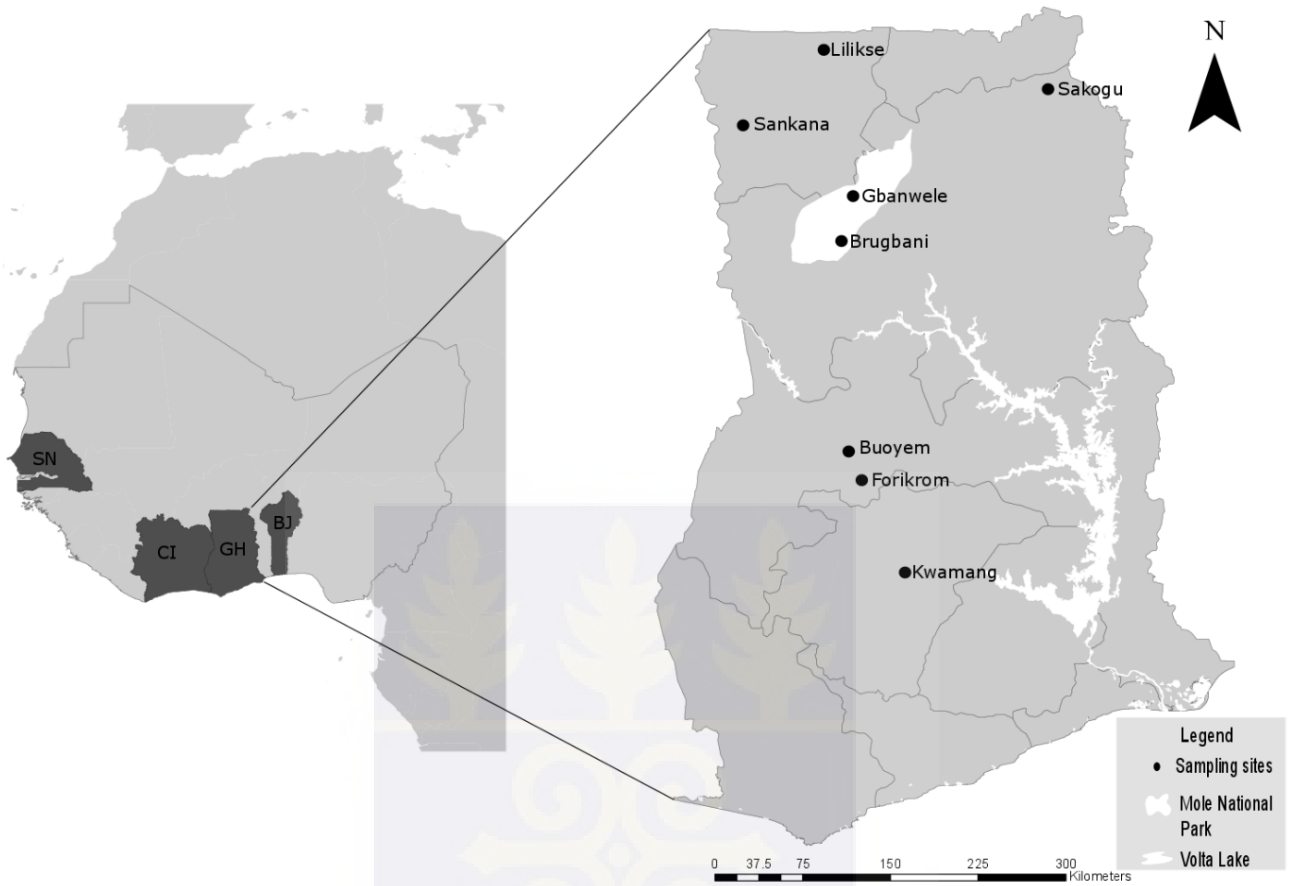 N
Lilikse
Sakogu
Sankana
Gbanwele
Brugbani
SN
CI
GH
BJ
Buoyem
Forikrom
Kwamang
Legend
Sampling sites
Mole National
Park
Volta Lake
0 37.5 75 150 225 300
Kilometers